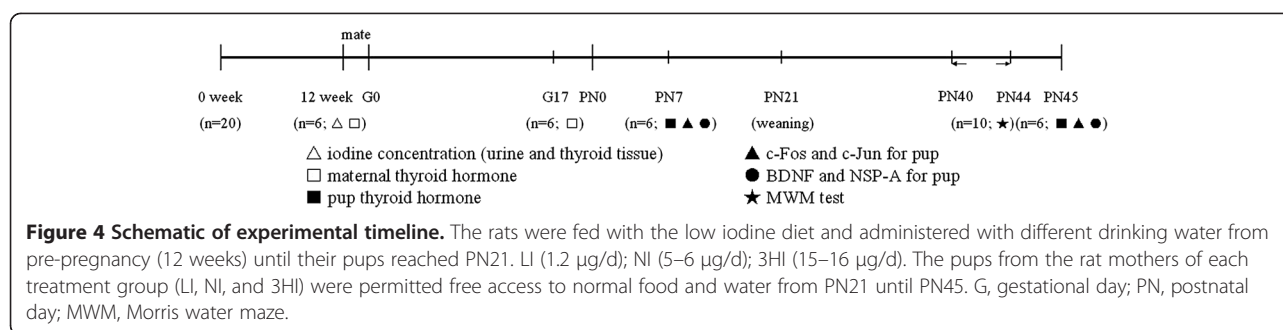 mate
0 week 12 week G0 G17 PN0 PN7 PN21 PN40 PN44 PN45
(n=20) (n=6; △ □) (n=6; □) (n=6; ■ ▲ ●) (weaning) (n=10; ★) (n=6; ■ ▲ ●)
△ iodine concentration (urine and thyroid tissue) ▲ c-Fos and c-Jun for pup
□ maternal thyroid hormone ● BDNF and NSP-A for pup
■ pup thyroid hormone ★ MWM test
Figure 4 Schematic of experimental timeline. The rats were fed with the low iodine diet and administered with different drinking water from
pre-pregnancy (12 weeks) until their pups reached PN21. LI (1.2 µg/d); NI (5–6 µg/d); 3HI (15–16 µg/d). The pups from the rat mothers of each
treatment group (LI, NI, and 3HI) were permitted free access to normal food and water from PN21 until PN45. G, gestational day; PN, postnatal
day; MWM, Morris water maze.